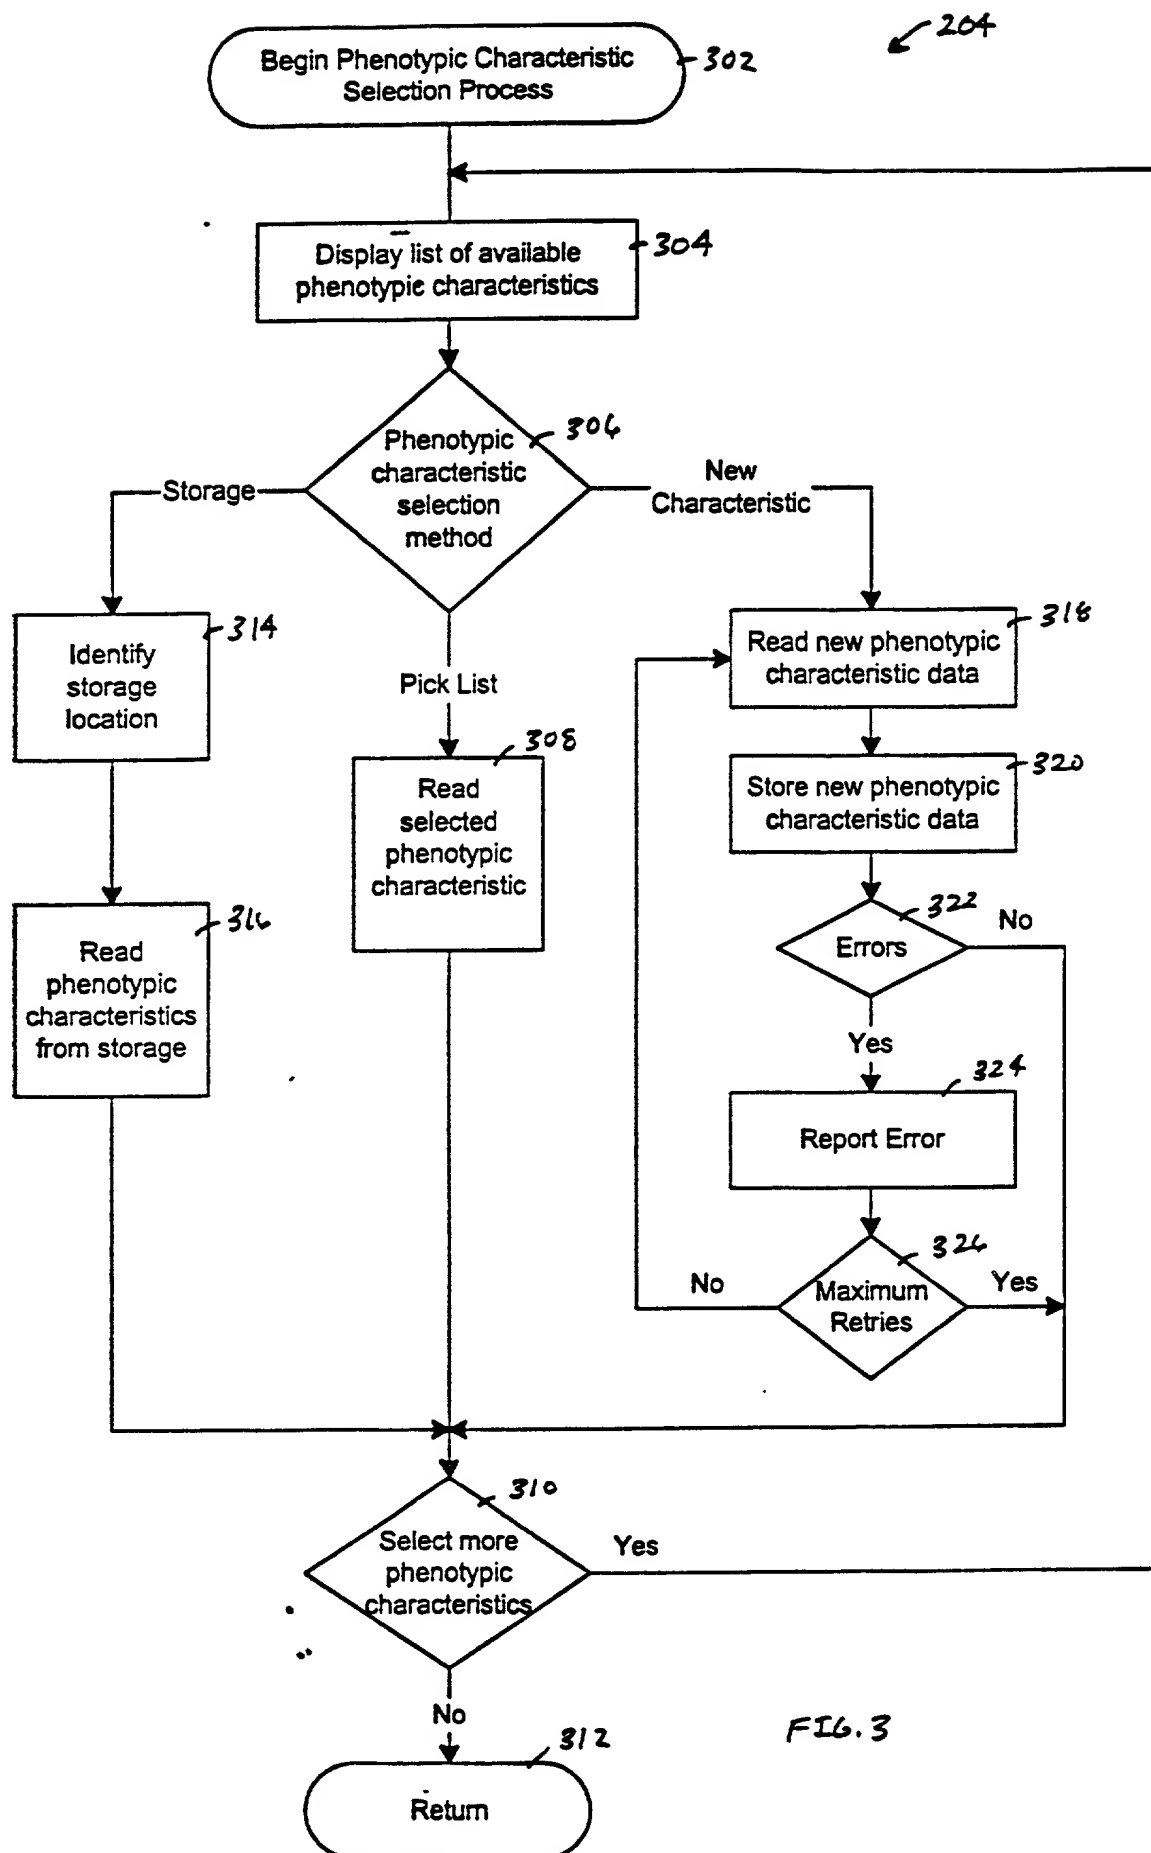 204
Begin Phenotypic Characteristic
Selection Process
302
Display list of available
phenotypic characteristics
304
Phenotypic
characteristic
selection
method
306
Storage
New
Characteristic
Pick List
Identify
storage
location
314
Read
selected
phenotypic
characteristic
308
Read new phenotypic
characteristic data
318
Store new phenotypic
characteristic data
320
Read
phenotypic
characteristics
from storage
316
Errors
322
No
Yes
Report Error
324
Maximum
Retries
326
No
Yes
Select more
phenotypic
characteristics
310
Yes
No
Return
312
FIG. 3